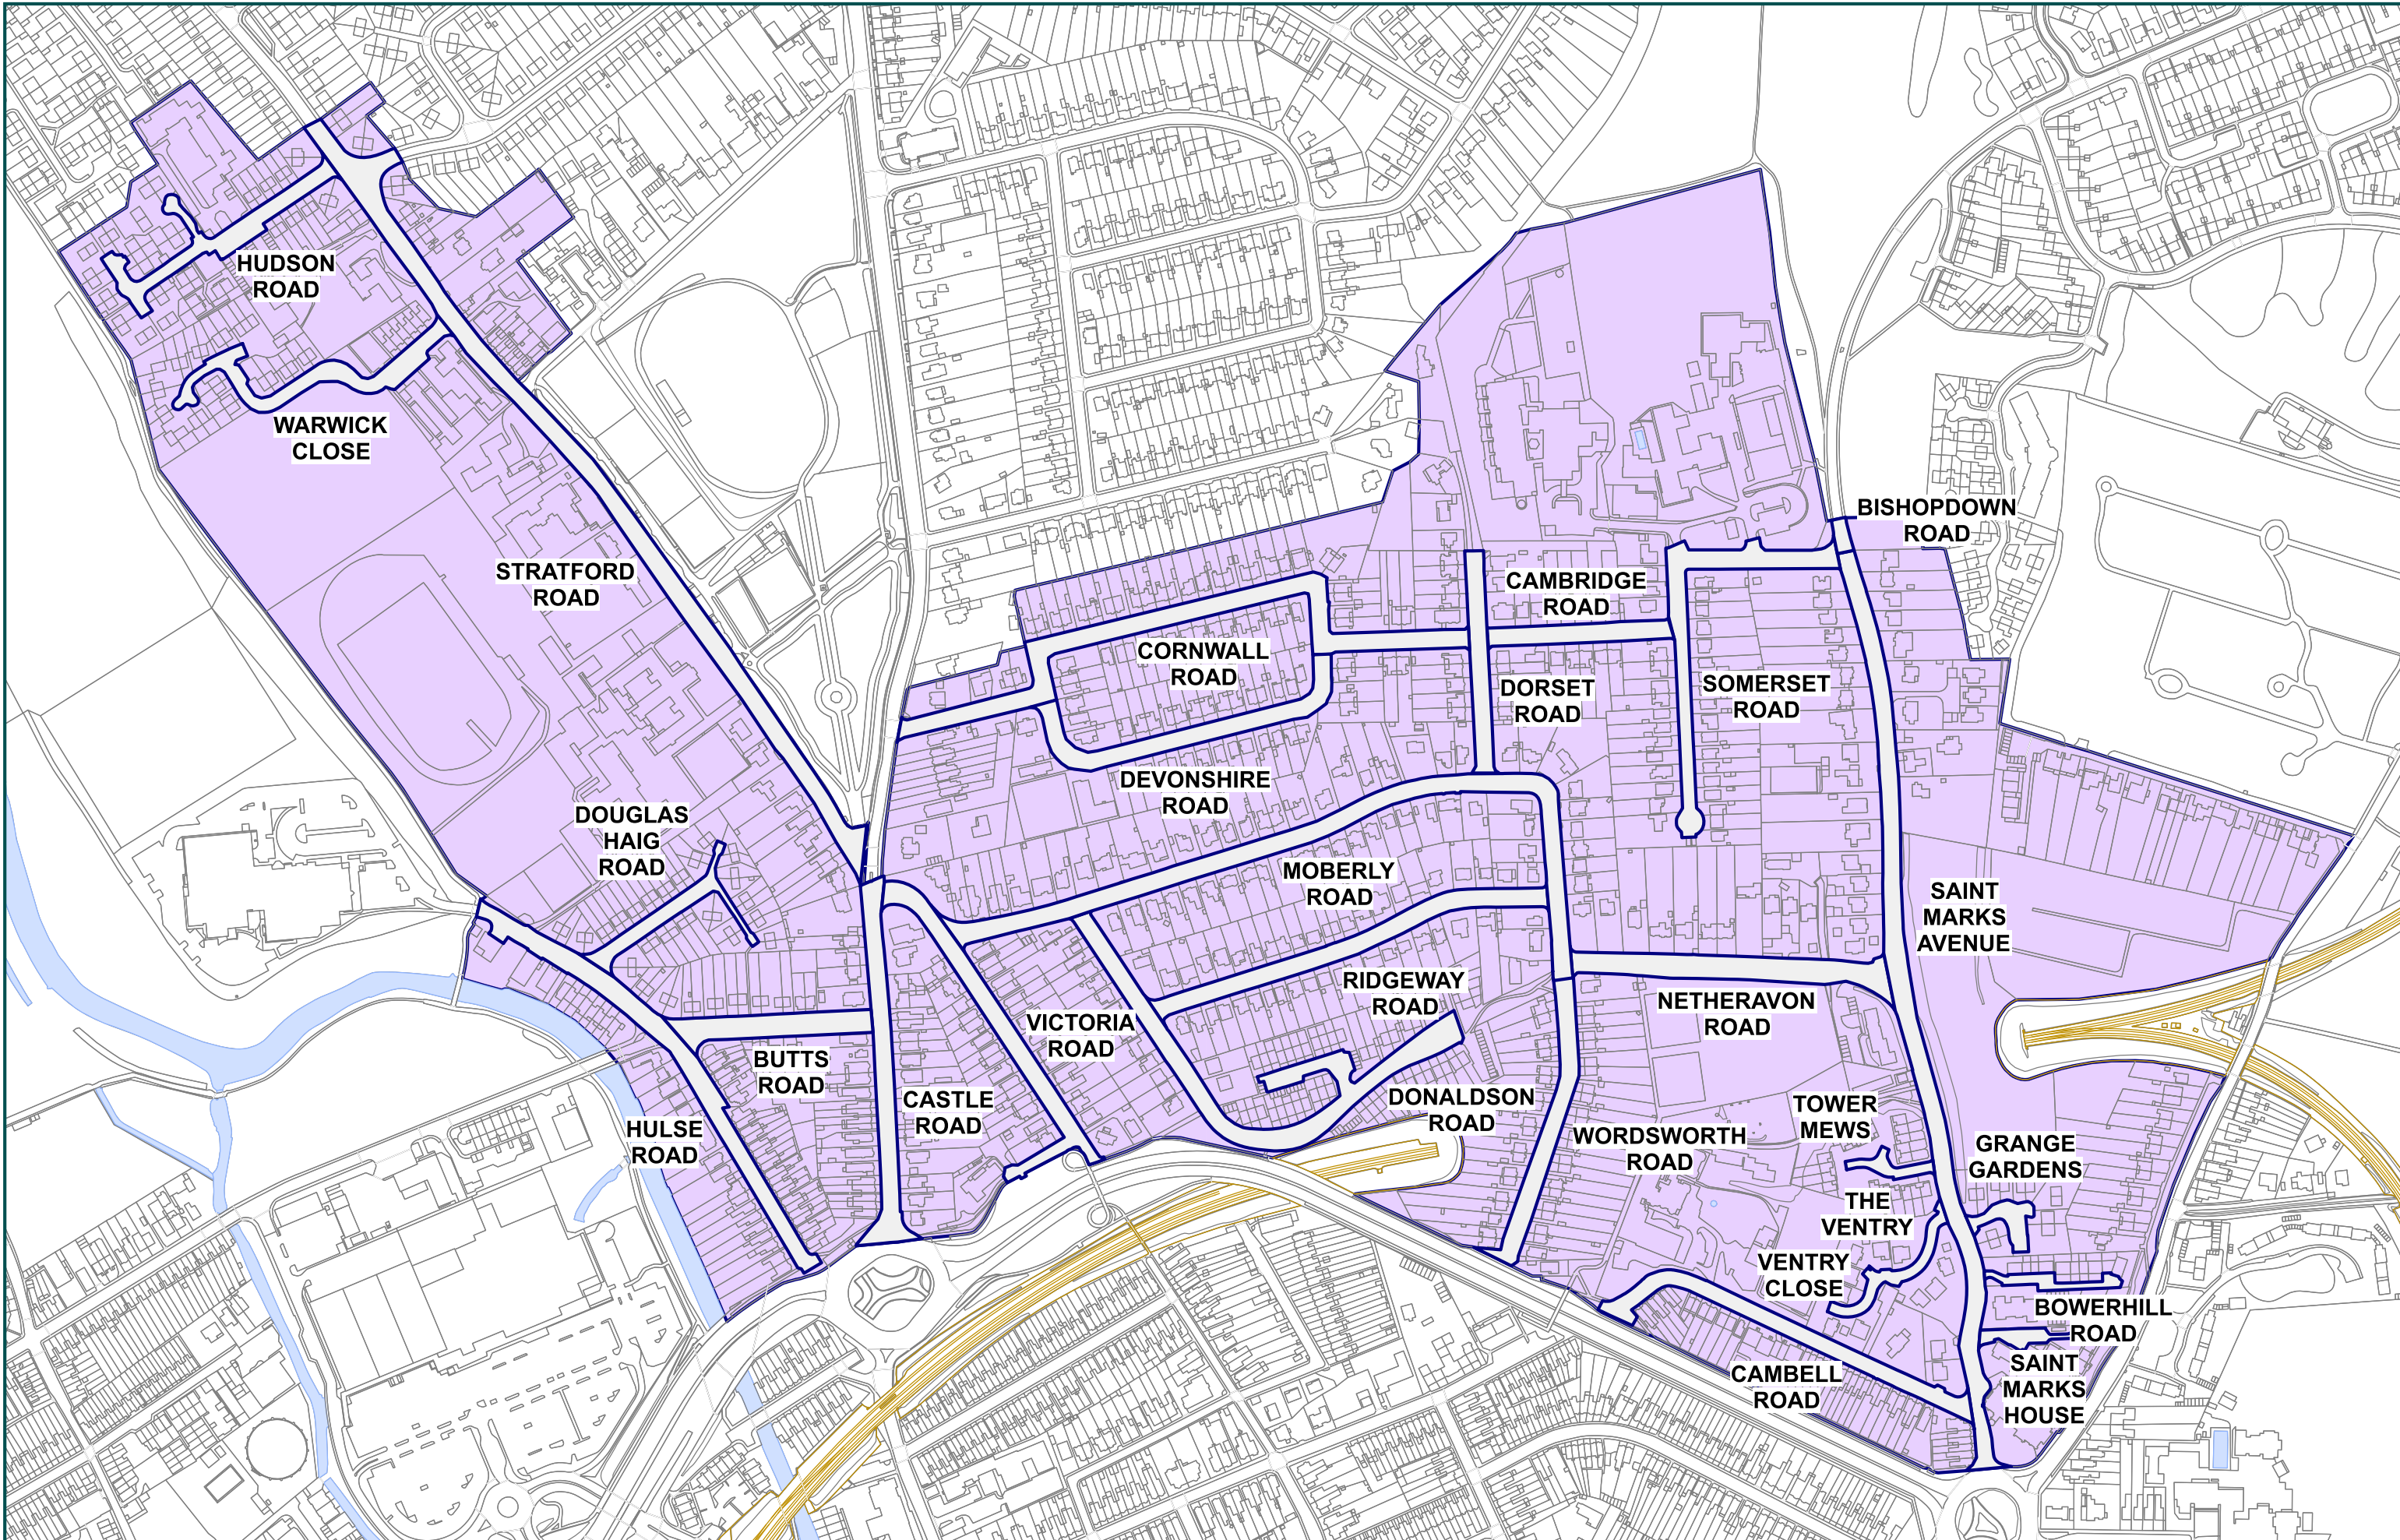 HUDSON
ROAD
WARWICK
CLOSE
STRATFORD
ROAD
BISHOPDOWN
ROAD
CAMBRIDGE
ROAD
CORNWALL
ROAD
DORSET
ROAD
SOMERSET
ROAD
DEVONSHIRE
ROAD
DOUGLAS
HAIG
ROAD
MOBERLY
ROAD
SAINT
MARKS
AVENUE
RIDGEWAY
ROAD
NETHERAVON
ROAD
VICTORIA
ROAD
BUTTS
ROAD
CASTLE
ROAD
DONALDSON
ROAD
TOWER
MEWS
HULSE
ROAD
WORDSWORTH
ROAD
GRANGE
GARDENS
THE
VENTRY
VENTRY
CLOSE
BOWERHILL
ROAD
CAMBELL
ROAD
SAINT
MARKS
HOUSE